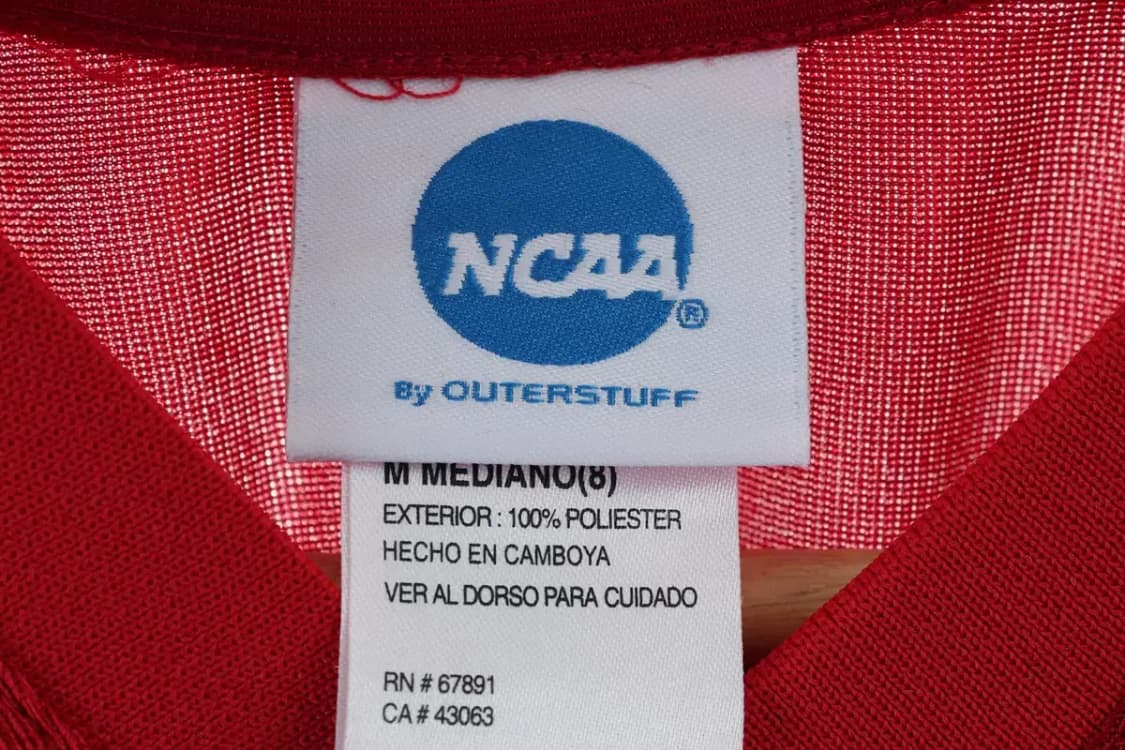 NCAA®
By OUTERSTUFF
M MEDIANO(8)
EXTERIOR : 100% POLIESTER
HECHO EN CAMBOYA
VER AL DORSO PARA CUIDADO
RN # 67891
CA # 43063